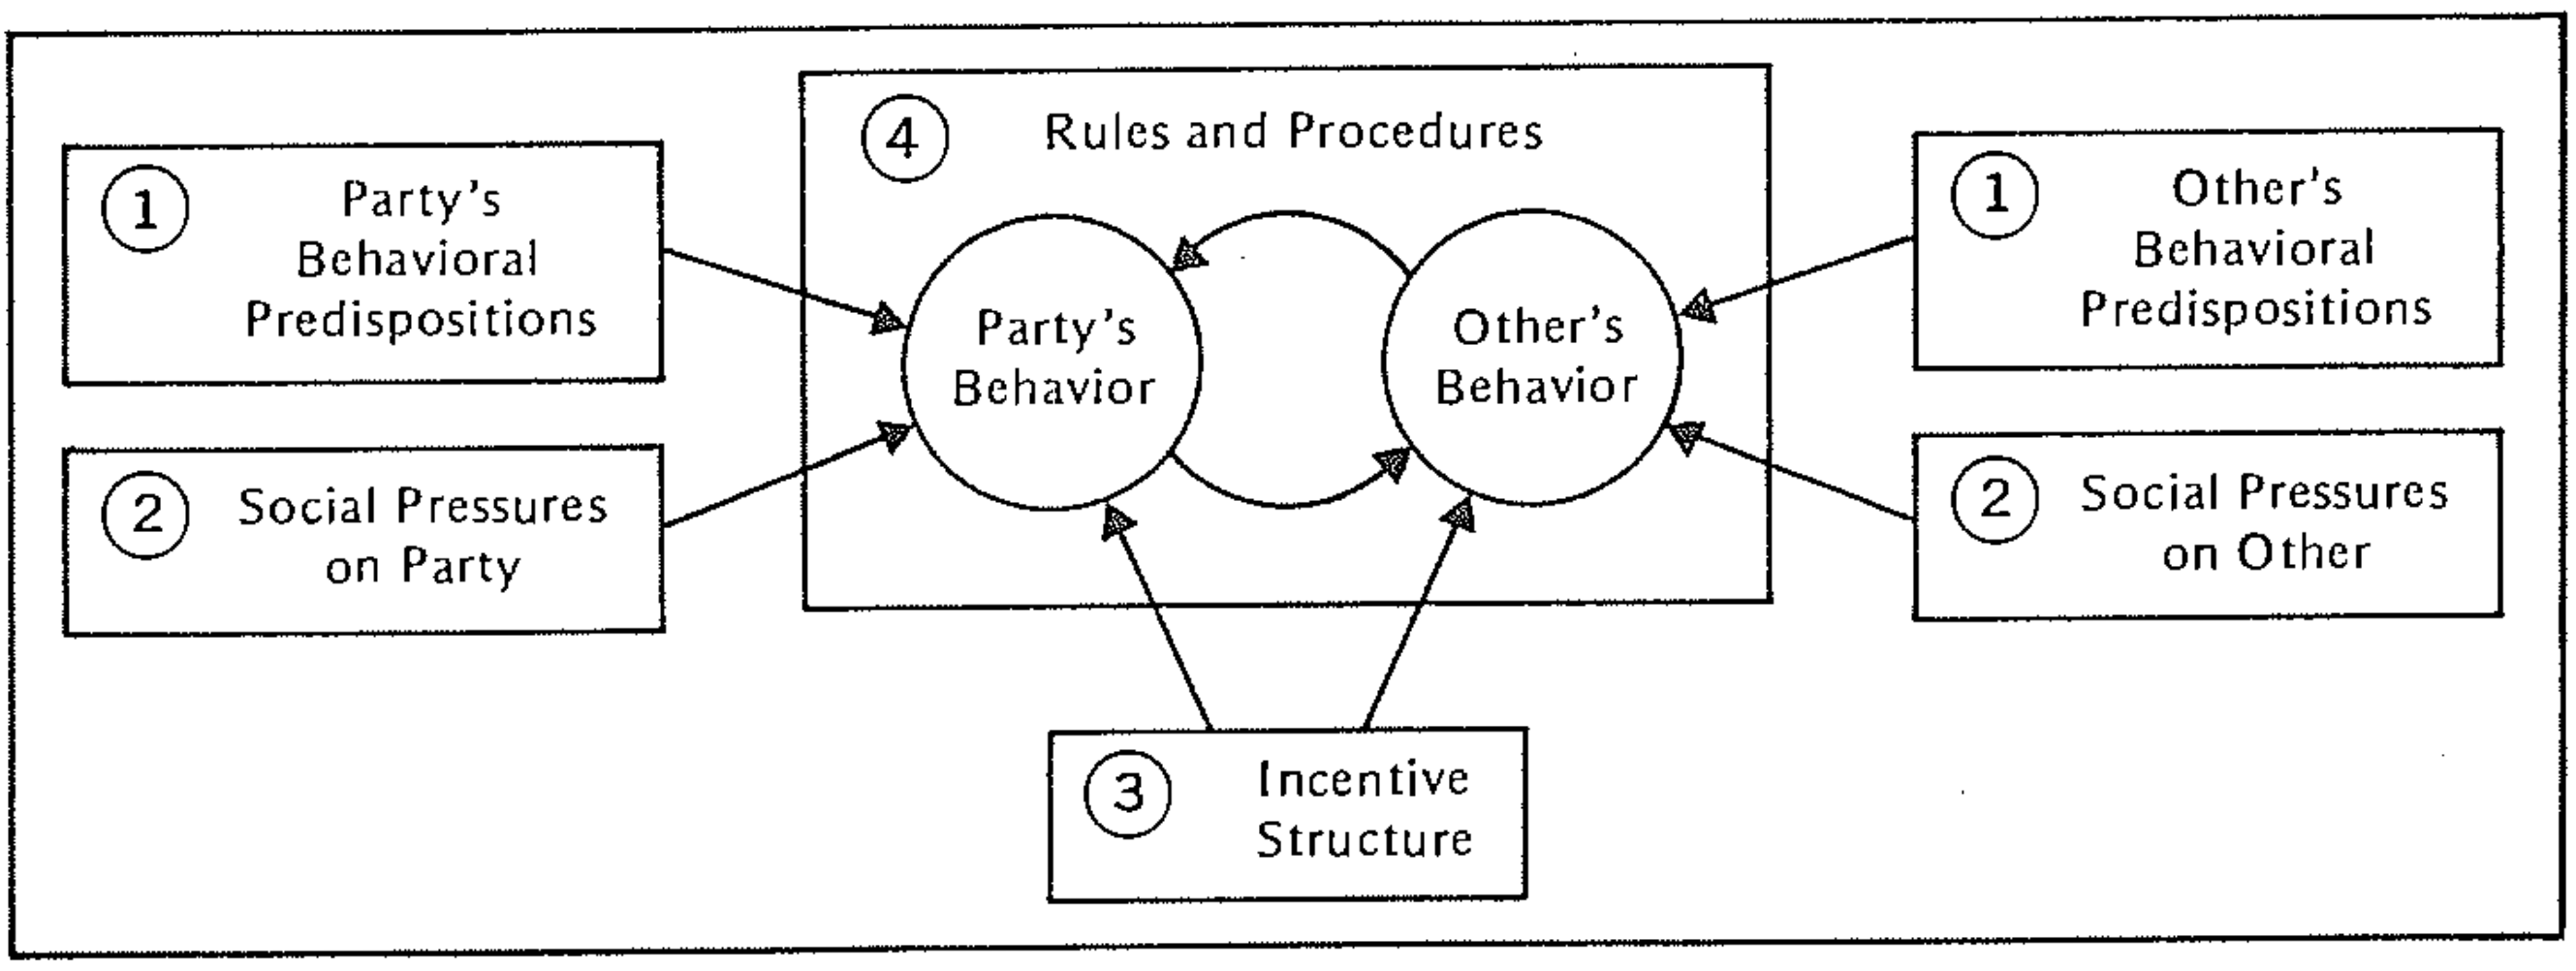 1
Party's
Behavioral
Predispositions
2
Social Pressures
on Party
4
Rules and Procedures
Party's
Behavior
Other's
Behavior
3
Incentive
Structure
1
Other's
Behavioral
Predispositions
2
Social Pressures
on Other